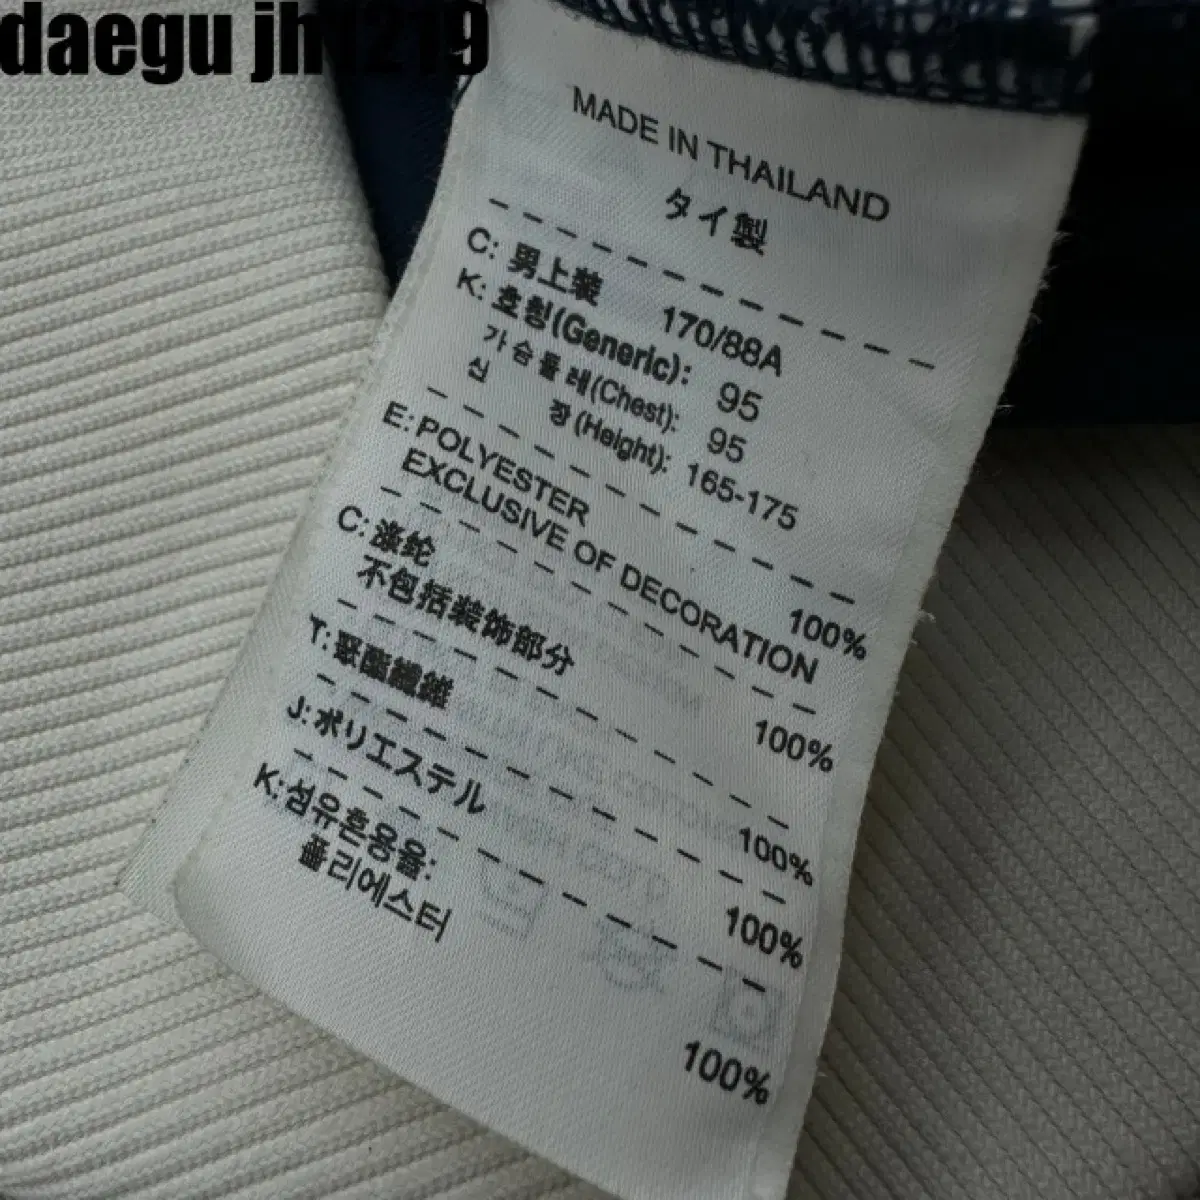 daegu jh1219
MADE IN THAILAND
タイ製
C: 男上装 170/88A
K: 호칭(Generic): 95
가슴둘레(Chest): 95
신 장(Height): 165-175
E: POLYESTER 100%
EXCLUSIVE OF DECORATION
C: 涤纶 100%
不包括装饰部分
T: 聚酯纖維 100%
J: ポリエステル 100%
K: 섬유혼용율:
폴리에스터 100%